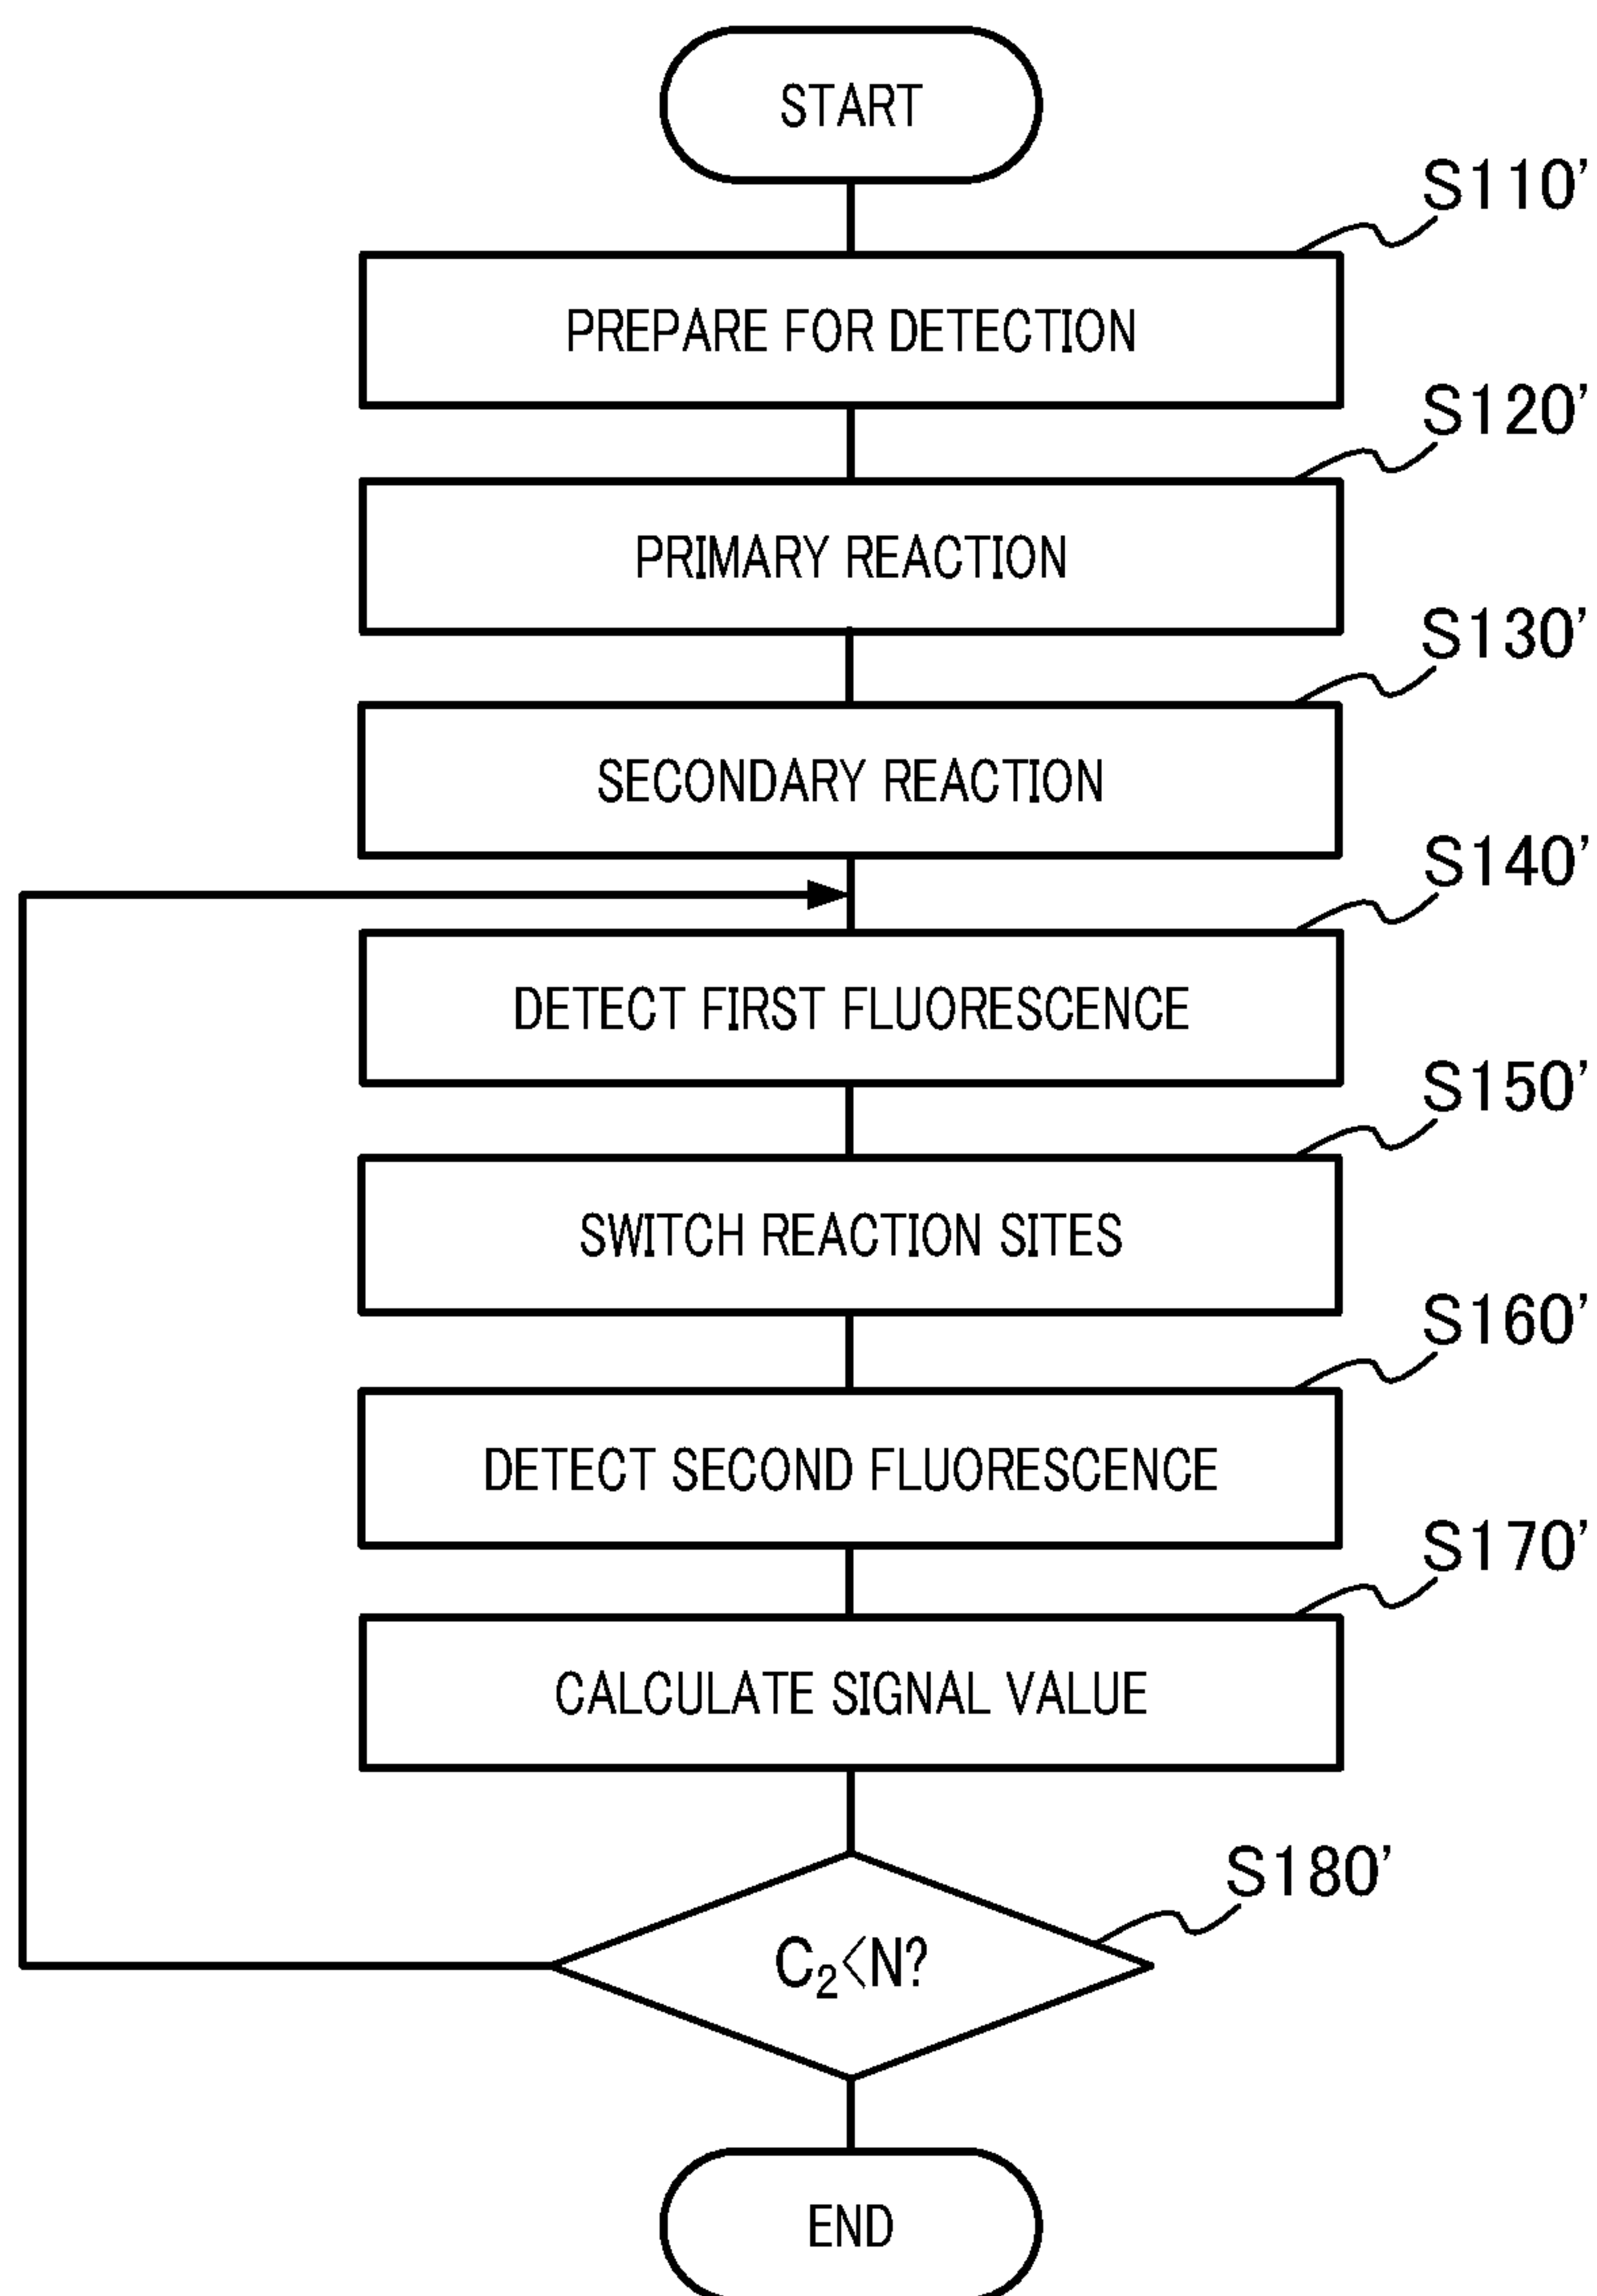 START
S110'
PREPARE FOR DETECTION
S120'
PRIMARY REACTION
S130'
SECONDARY REACTION
S140'
DETECT FIRST FLUORESCENCE
S150'
SWITCH REACTION SITES
S160'
DETECT SECOND FLUORESCENCE
S170'
CALCULATE SIGNAL VALUE
S180'
C₂<N?
END